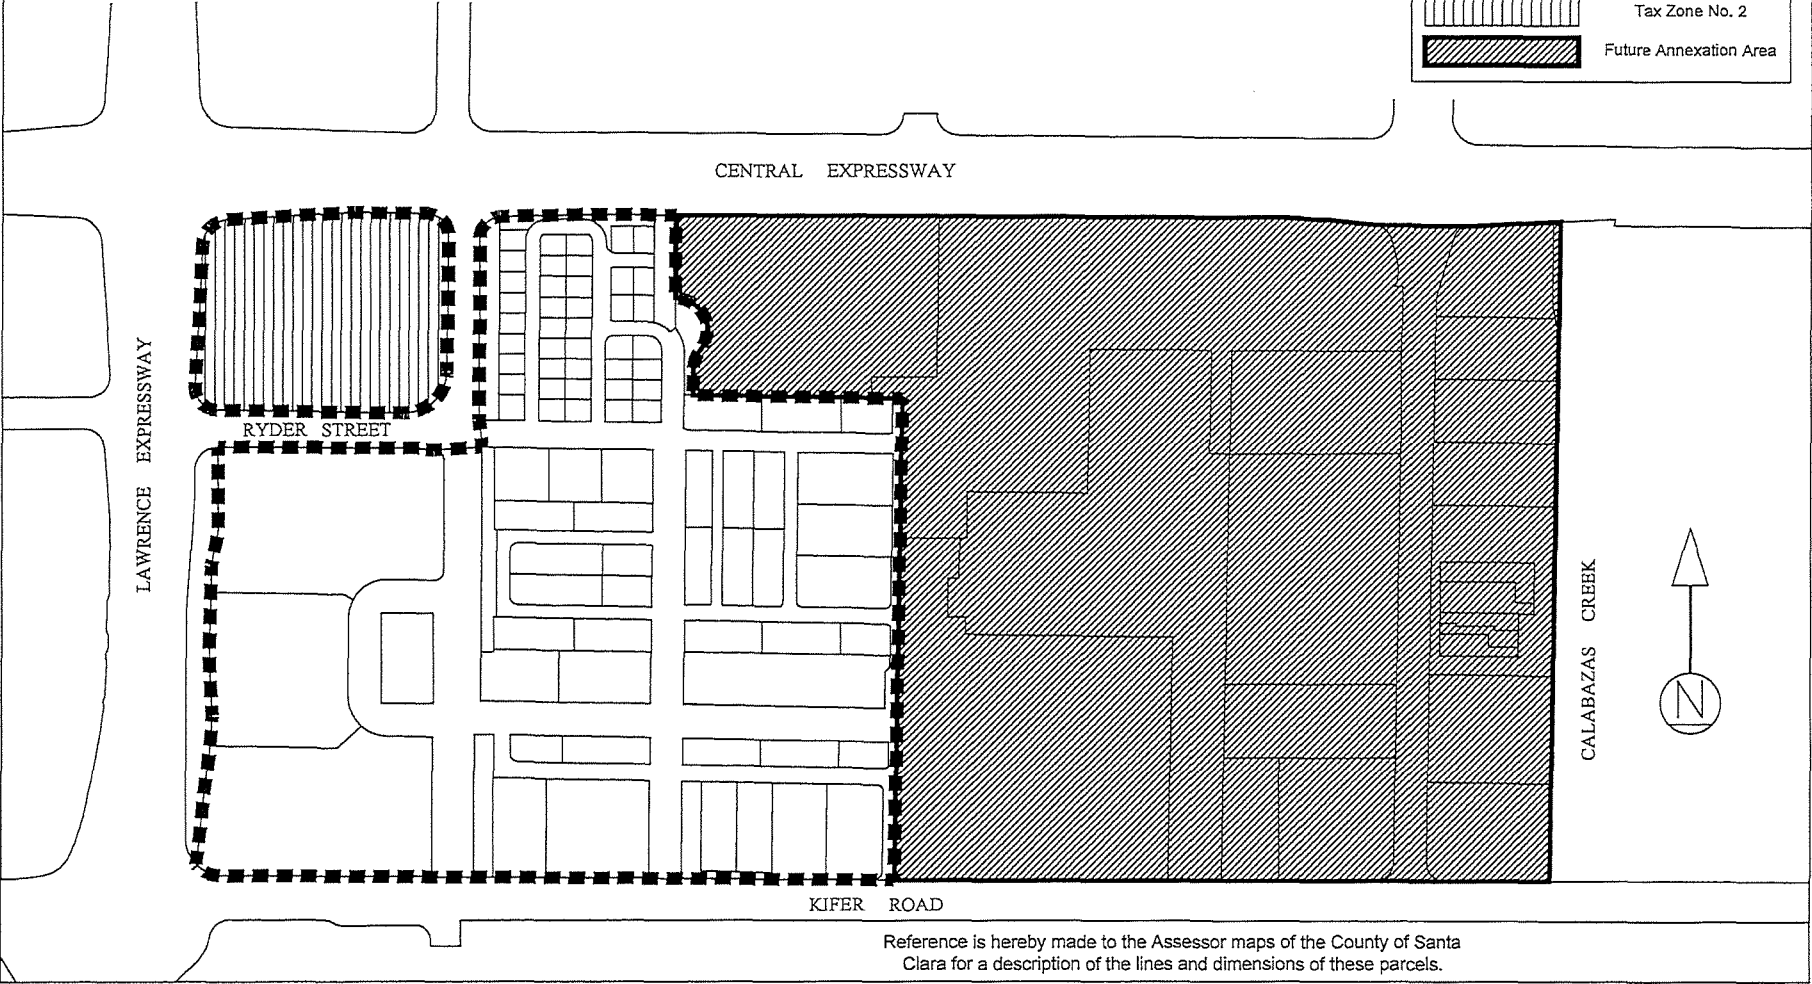 Tax Zone No. 2
Future Annexation Area
CENTRAL EXPRESSWAY
LAWRENCE EXPRESSWAY
RYDER STREET
CALABAZAS CREEK
N
KIFER ROAD
Reference is hereby made to the Assessor maps of the County of Santa
Clara for a description of the lines and dimensions of these parcels.